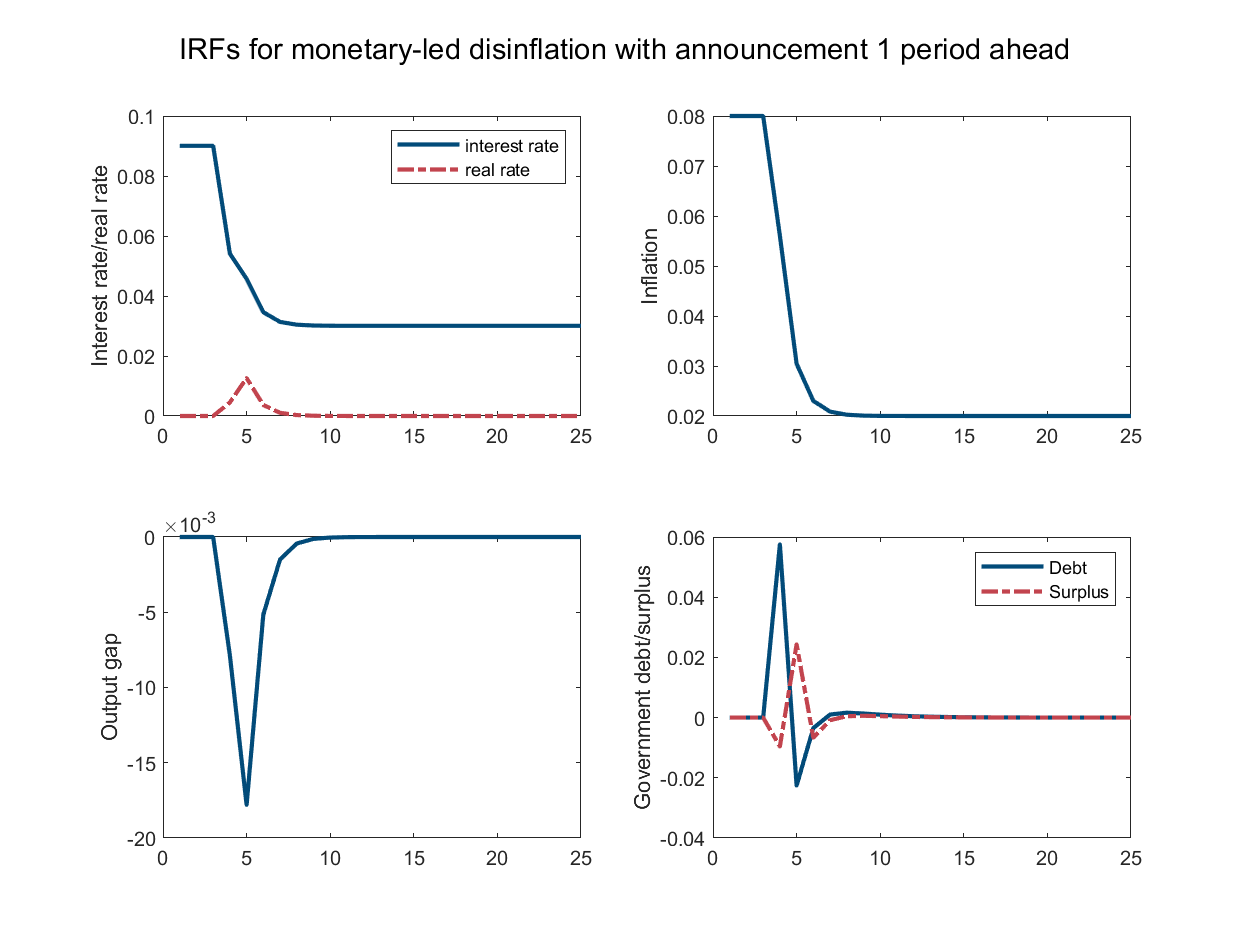 IRFs for monetary-led disinflation with announcement 1 period ahead
Interest rate/real rate
0.1
0.08
0.06
0.04
0.02
0
interest rate
real rate
0 5 10 15 20 25
Inflation
0.08
0.07
0.06
0.05
0.04
0.03
0.02
0 5 10 15 20 25
Output gap
×10-3
0
-5
-10
-15
-20
0 5 10 15 20 25
Government debt/surplus
0.06
0.04
0.02
0
-0.02
-0.04
Debt
Surplus
0 5 10 15 20 25